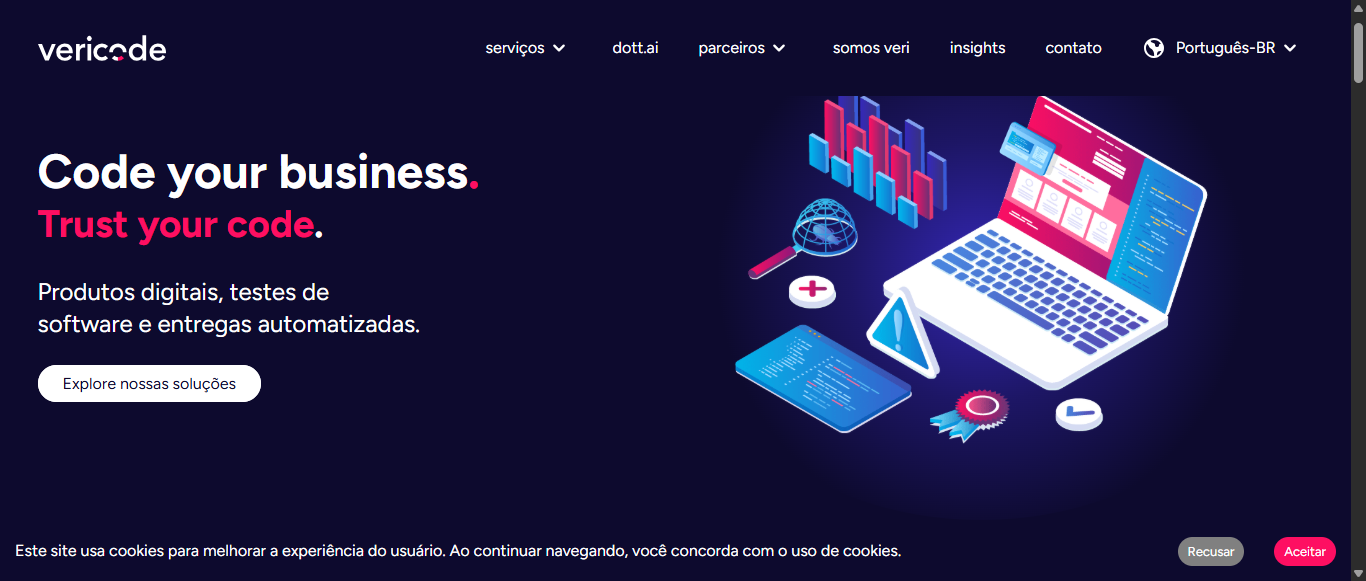 vericode
serviços
dott.ai
parceiros
somos veri
insights
contato
Português-BR
Code your business.
Trust your code.
Produtos digitais, testes de
software e entregas automatizadas.
Explore nossas soluções
Este site usa cookies para melhorar a experiência do usuário. Ao continuar navegando, você concorda com o uso de cookies.
Recusar
Aceitar